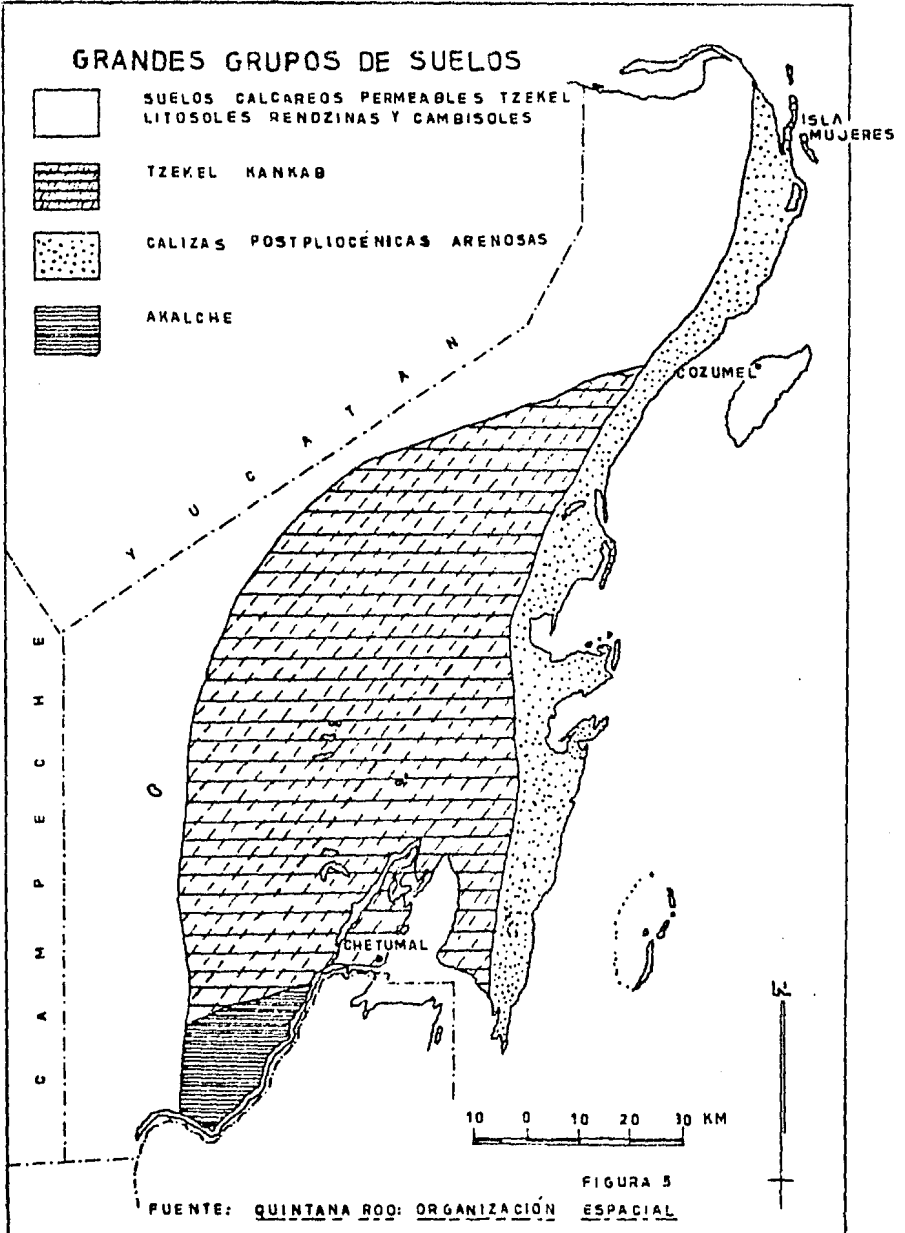 GRANDES GRUPOS DE SUELOS
SUELOS CALCAREOS PERMEABLES TZEKEL
LITOSOLES RENDZINAS Y CAMBISOLES
TZEKEL KANKAB
CALIZAS POSTPLIOCÉNICAS ARENOSAS
AKALCHE
ISLA
MUJERES
COZUMEL
YUCATAN
CAMPECHE
CHETUMAL
10 0 10 20 30 KM
FIGURA 5
FUENTE: QUINTANA ROO: ORGANIZACIÓN ESPACIAL